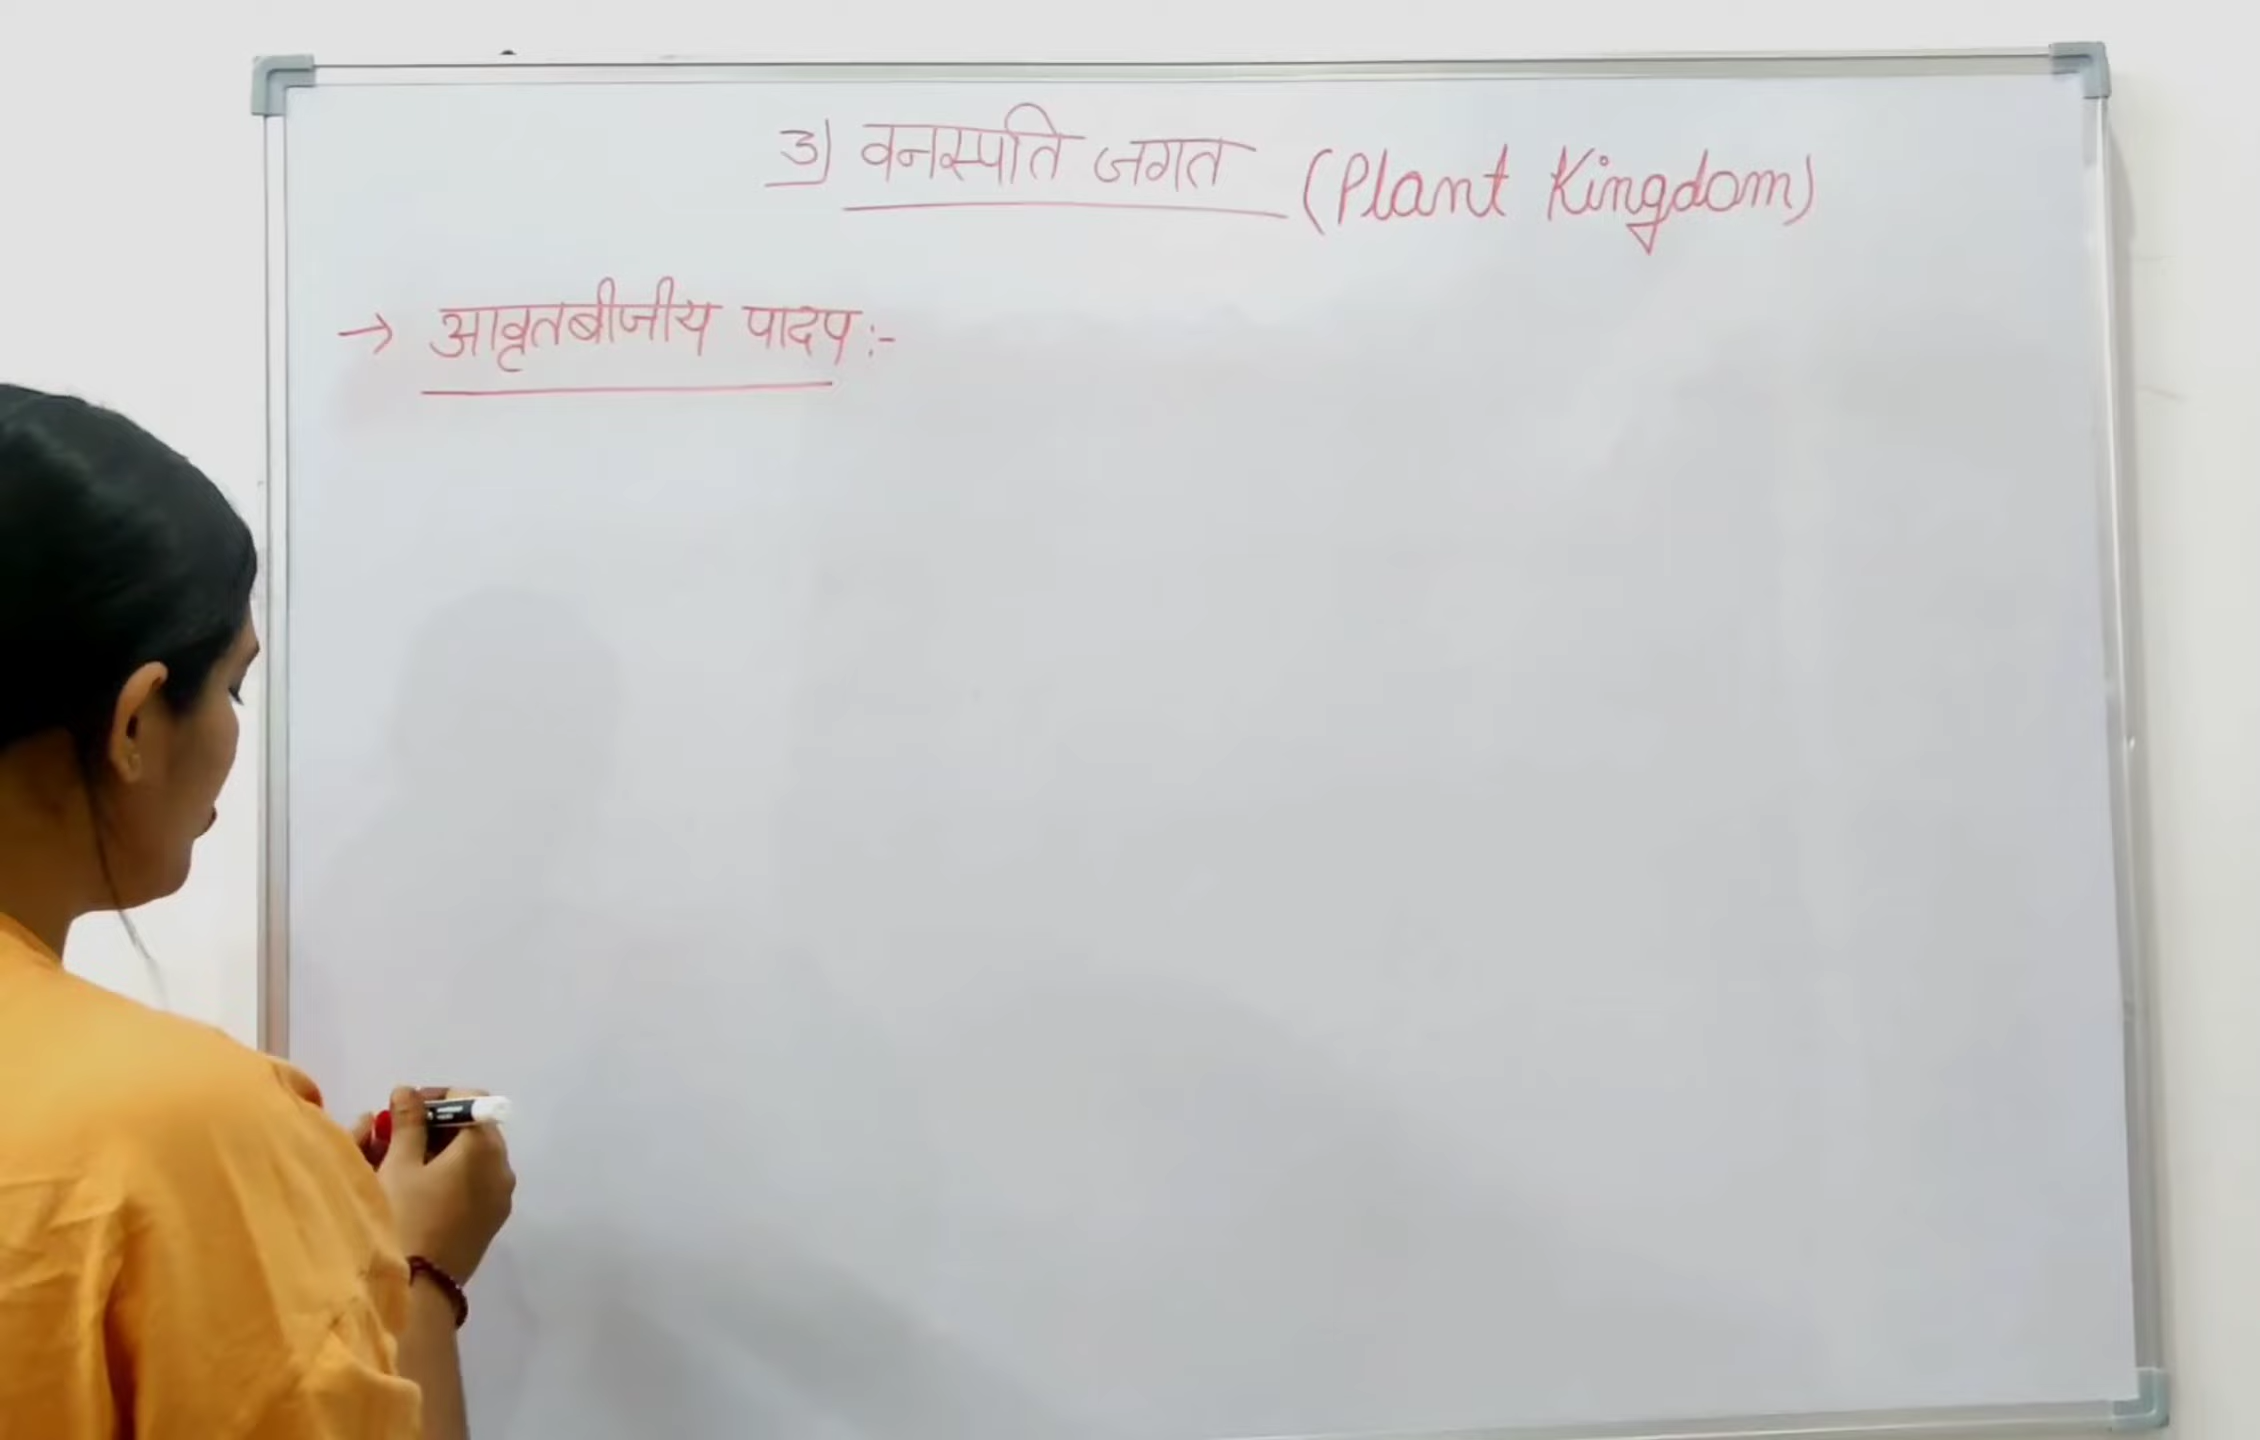 3) वनस्पति जगत (Plant Kingdom)
→ आवृतबीजीय पादप:-